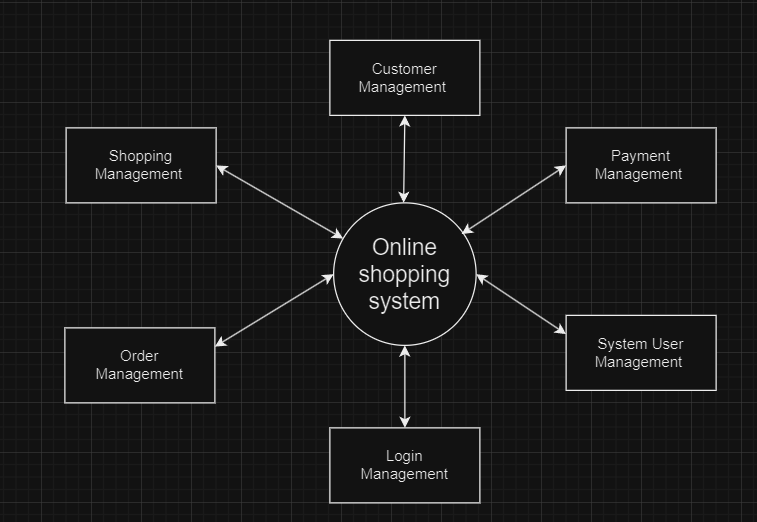 Customer
Management
Shopping
Management
Payment
Management
Online
shopping
system
Order
Management
System User
Management
Login
Management